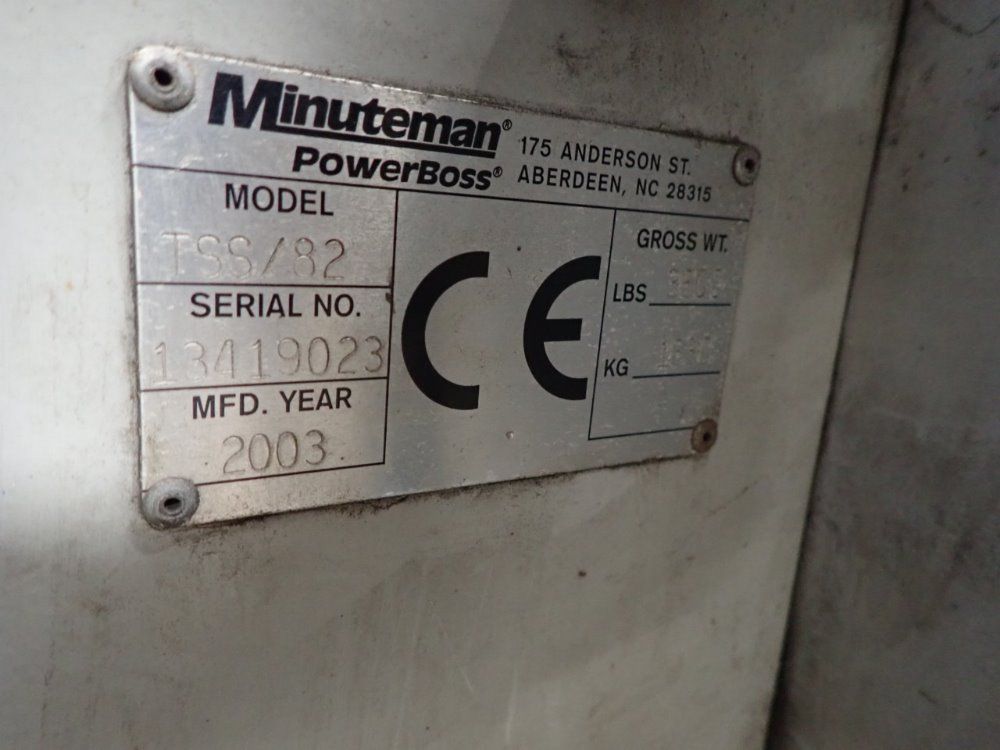 Minuteman®
PowerBoss®
175 ANDERSON ST.
ABERDEEN, NC 28315
MODEL
TSS/82
SERIAL NO.
13419023
MFD. YEAR
2003
CE
GROSS WT.
LBS
KG